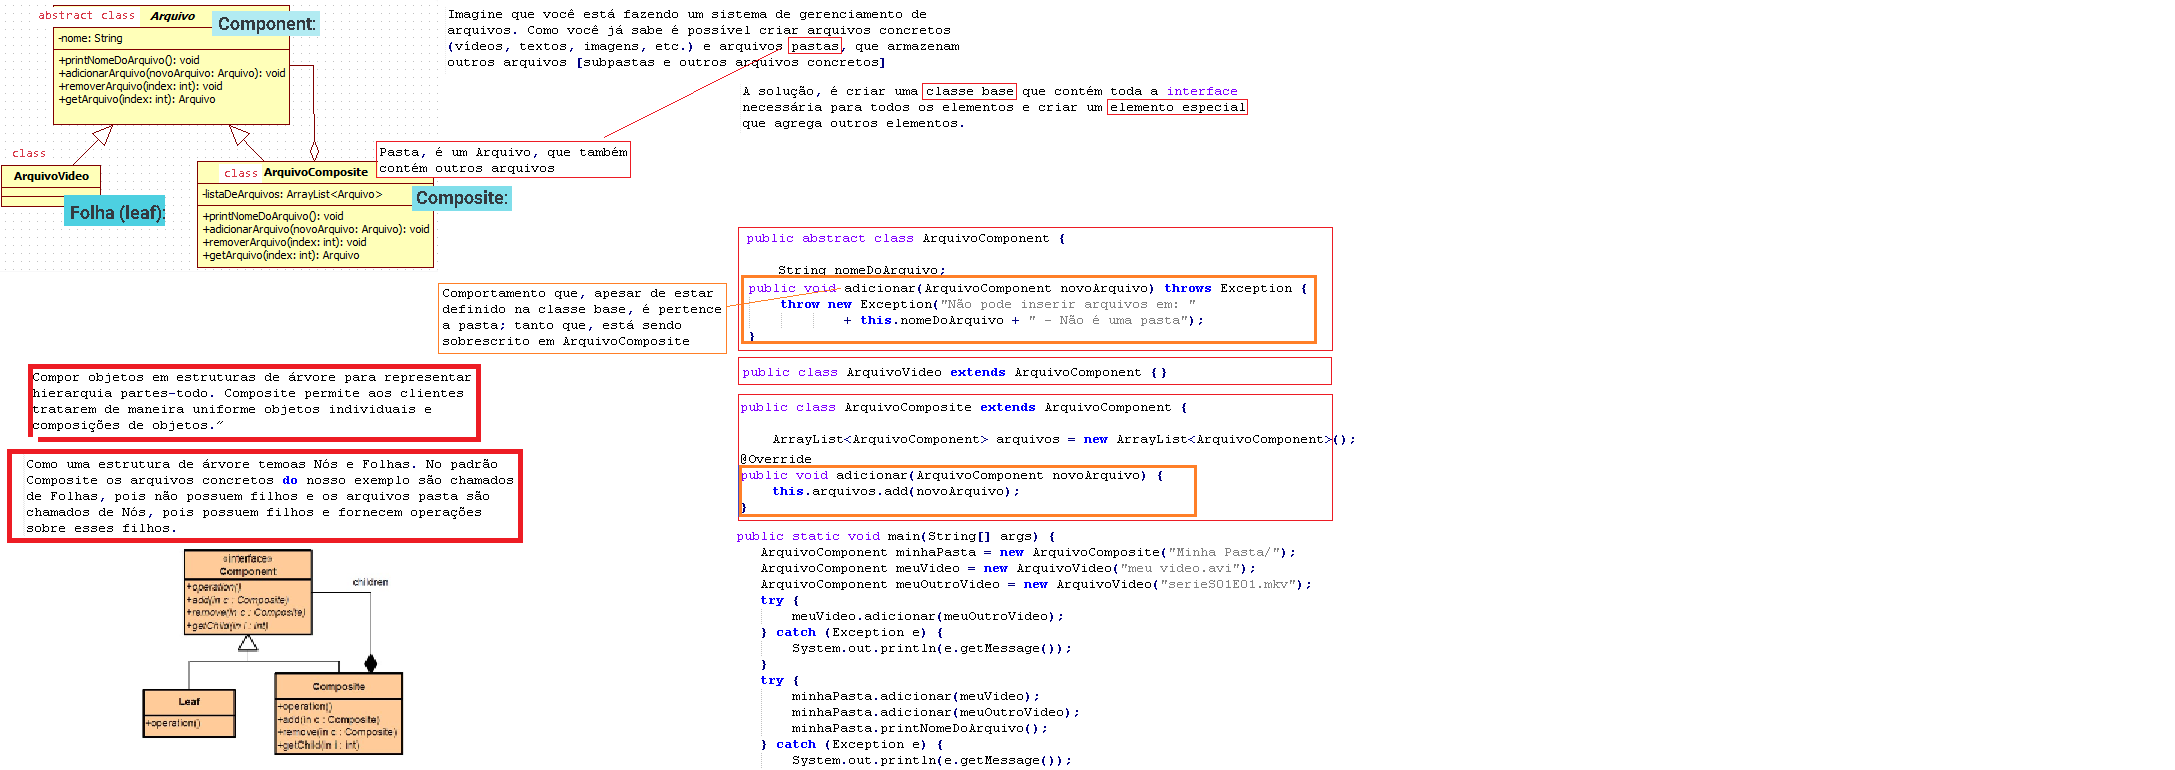 abstract class Arquivo
Component:
-nome: String
+printNomeDoArquivo(): void
+adicionarArquivo(novoArquivo: Arquivo): void
+removerArquivo(index: int): void
+getArquivo(index: int): Arquivo
class
ArquivoVideo
Folha (leaf):
class ArquivoComposite
Composite:
-listaDeArquivos: ArrayList<Arquivo>
+printNomeDoArquivo(): void
+adicionarArquivo(novoArquivo: Arquivo): void
+removerArquivo(index: int): void
+getArquivo(index: int): Arquivo
Imagine que você está fazendo um sistema de gerenciamento de
arquivos. Como você já sabe é possível criar arquivos concretos
(vídeos, textos, imagens, etc.) e arquivos pastas, que armazenam
outros arquivos [subpastas e outros arquivos concretos]
A solução, é criar uma classe base que contém toda a interface
necessária para todos os elementos e criar um elemento especial
que agrega outros elementos.
Pasta, é um Arquivo, que também
contém outros arquivos
Comportamento que, apesar de estar
definido na classe base, é pertence
a pasta; tanto que, está sendo
sobrescrito em ArquivoComposite
public abstract class ArquivoComponent {
String nomeDoArquivo;
public void adicionar(ArquivoComponent novoArquivo) throws Exception {
throw new Exception("Não pode inserir arquivos em: "
+ this.nomeDoArquivo + " - Não é uma pasta");
}
public class ArquivoVideo extends ArquivoComponent {}
public class ArquivoComposite extends ArquivoComponent {
ArrayList<ArquivoComponent> arquivos = new ArrayList<ArquivoComponent>();
@Override
public void adicionar(ArquivoComponent novoArquivo) {
this.arquivos.add(novoArquivo);
}
public static void main(String[] args) {
ArquivoComponent minhaPasta = new ArquivoComposite("Minha Pasta/");
ArquivoComponent meuVideo = new ArquivoVideo("meu video.avi");
ArquivoComponent meuOutroVideo = new ArquivoVideo("serieS01E01.mkv");
try {
meuVideo.adicionar(meuOutroVideo);
} catch (Exception e) {
System.out.println(e.getMessage());
}
try {
minhaPasta.adicionar(meuVideo);
minhaPasta.adicionar(meuOutroVideo);
minhaPasta.printNomeDoArquivo();
} catch (Exception e) {
System.out.println(e.getMessage());
Compor objetos em estruturas de árvore para representar
hierarquia partes-todo. Composite permite aos clientes
tratarem de maneira uniforme objetos individuais e
composições de objetos.”
Como uma estrutura de árvore temoas Nós e Folhas. No padrão
Composite os arquivos concretos do nosso exemplo são chamados
de Folhas, pois não possuem filhos e os arquivos pasta são
chamados de Nós, pois possuem filhos e fornecem operações
sobre esses filhos.
«interface»
Component
+operation()
+add(in c : Composite)
+remove(in c : Composite)
+getChild(in i : int)
children
Leaf
+operation()
Composite
+operation()
+add(in c : Composite)
+remove(in c : Composite)
+getChild(in i : int)